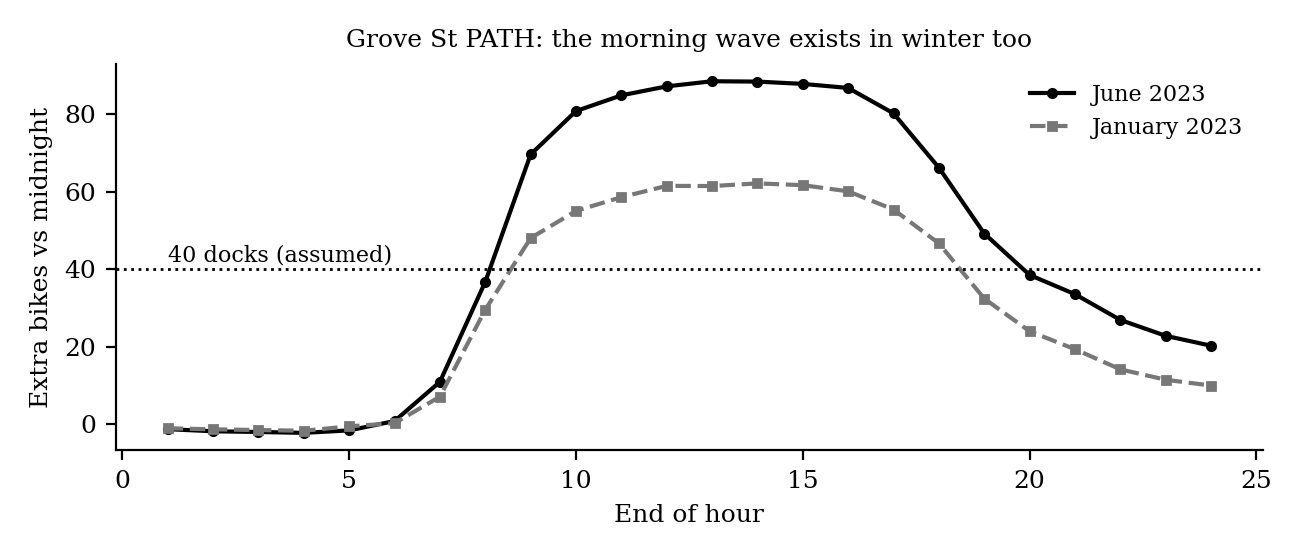 Grove St PATH: the morning wave exists in winter too
Extra bikes vs midnight
80
60
40
20
0
40 docks (assumed)
June 2023
January 2023
0 5 10 15 20 25
End of hour